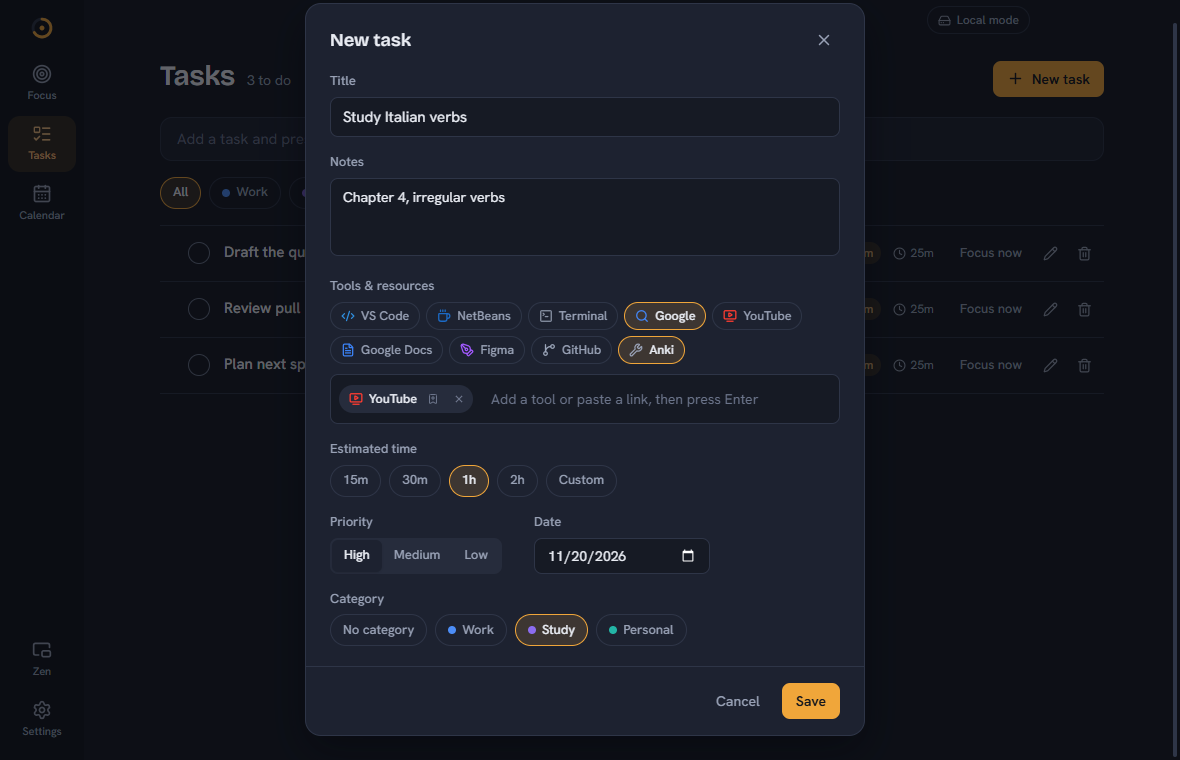 Local mode
New task
Tasks 3 to do
New task
Focus
Title
Study Italian verbs
Add a task and pre
Tasks
Notes
All
Work
Chapter 4, irregular verbs
Calendar
Draft the qu
m 25m Focus now
Tools & resources
VS Code NetBeans Terminal Google YouTube
Review pull
m 25m Focus now
Google Docs Figma GitHub Anki
Plan next sp
m 25m Focus now
YouTube Add a tool or paste a link, then press Enter
Estimated time
15m 30m 1h 2h Custom
Priority Date
High Medium Low 11/20/2026
Category
No category Work Study Personal
Zen
Cancel Save
Settings